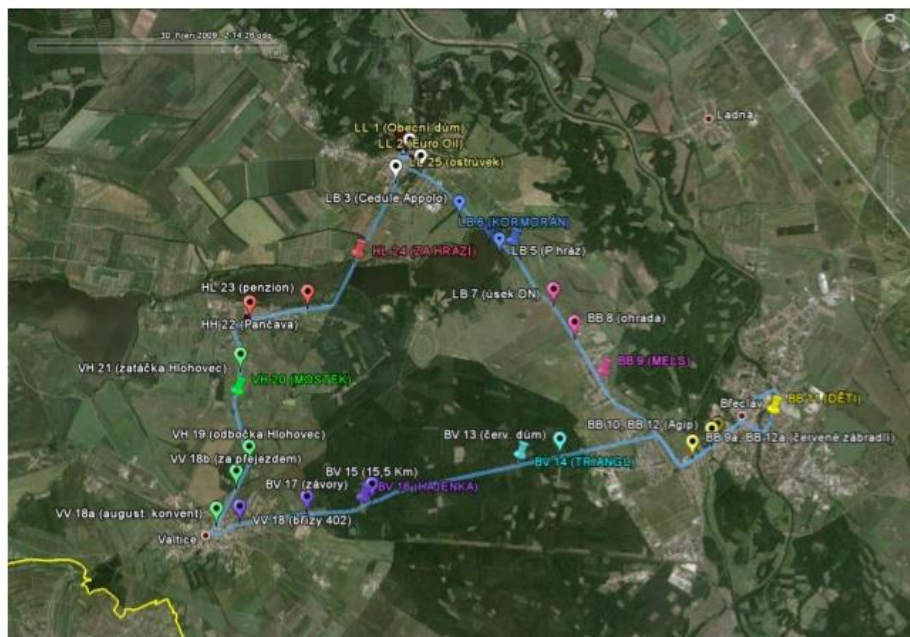 30. říjen 2009
Ladná
LL 1 (Obecní dům)
LL 2 (Euro Oil)
LL 25 (ostrůvek)
LB 3 (Cedule Appolo)
LB 6 (KORMORÁN)
LB 5 (P hráz)
HL 24 (ZA HRÁZÍ)
HL 23 (penzion)
LB 7 (úsek DN)
HH 22 (Pančava)
BB 8 (ohrada)
VH 21 (zatáčka Hlohovec)
BB 9 (MELS)
VH 20 (MOSTEK)
BB 11 (DĚTI)
Břeclav
BB 10, BB 12 (Agip)
VH 19 (odbočka Hlohovec)
BV 13 (červ. dům)
BB 9a, BB 12a (červené zábradlí)
VV 18b (za přejezdem)
BV 14 (TRIANGL)
BV 15 (15,5 Km)
BV 17 (závory)
BV 16 (HÁJENKA)
VV 18a (august. konvent)
VV 18 (břízy 402)
Valtice